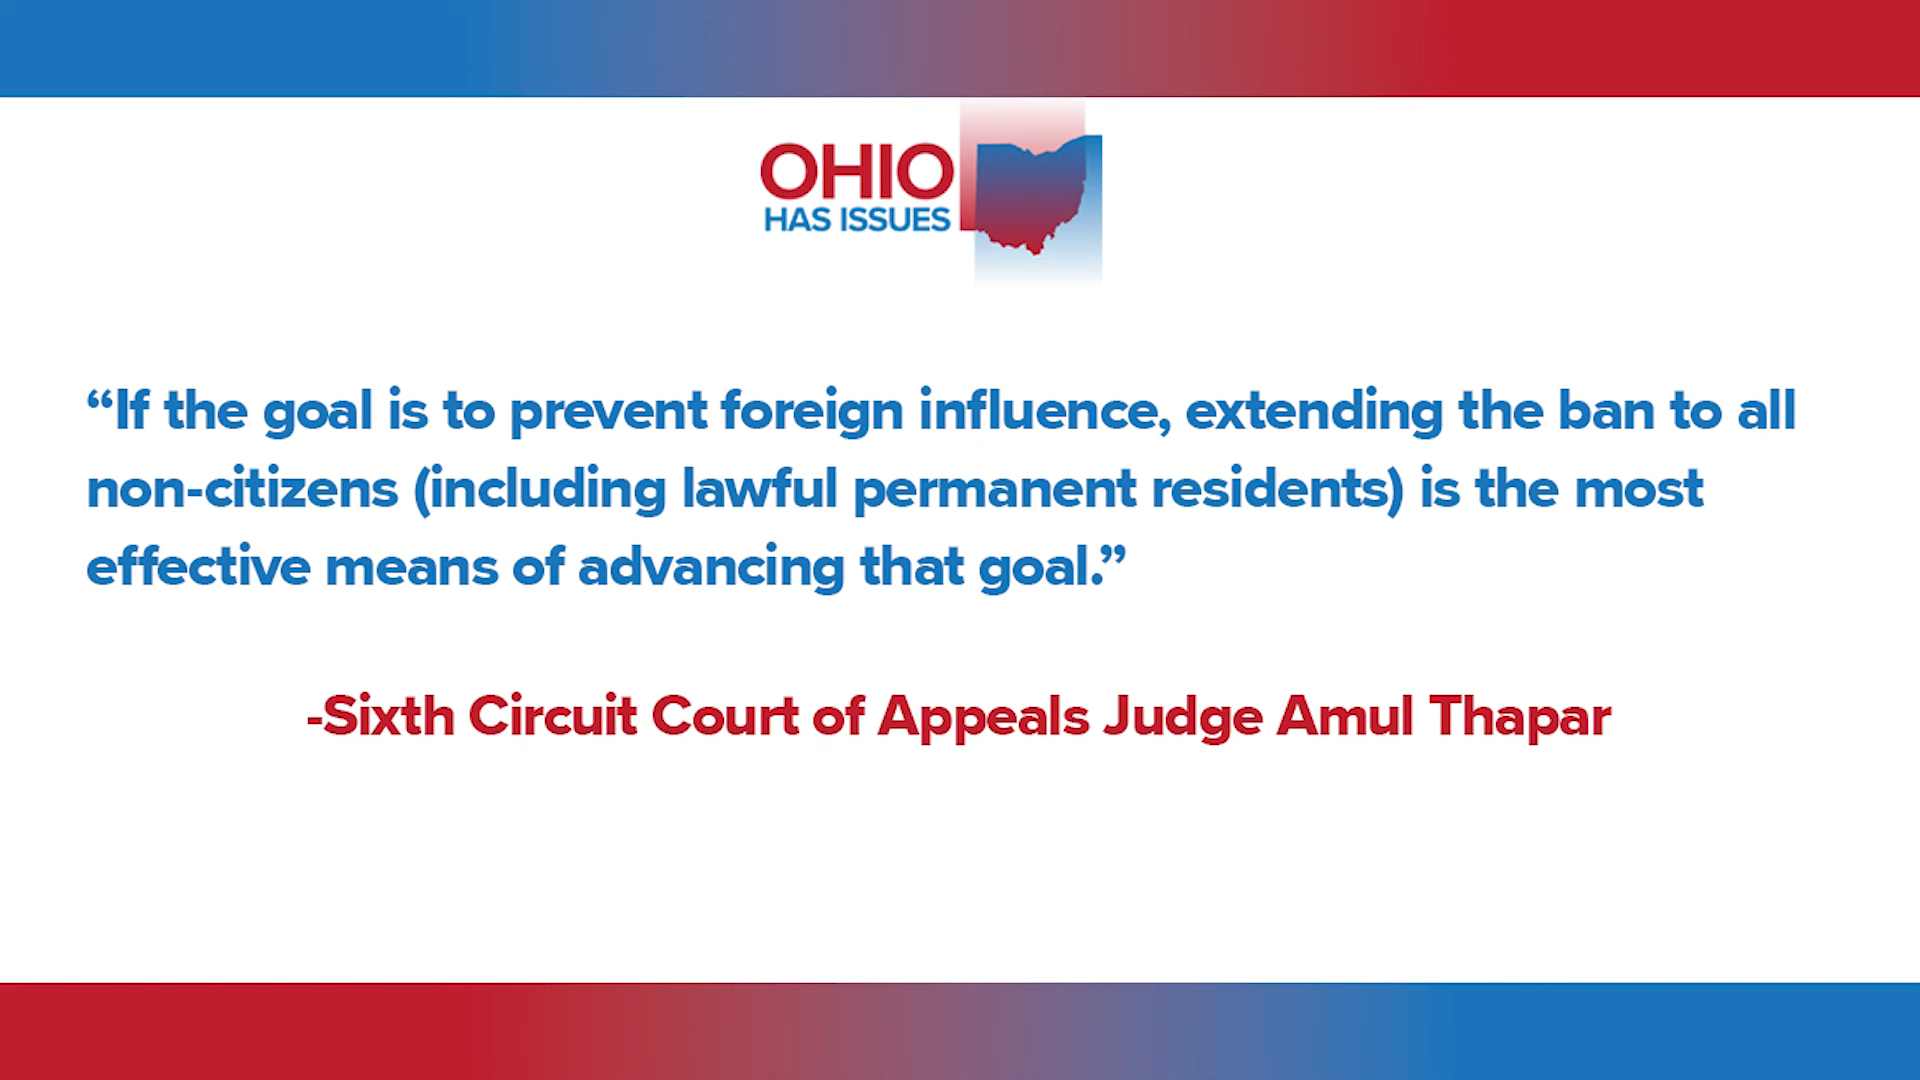 OHIO
HAS ISSUES
“If the goal is to prevent foreign influence, extending the ban to all
non-citizens (including lawful permanent residents) is the most
effective means of advancing that goal.”
-Sixth Circuit Court of Appeals Judge Amul Thapar